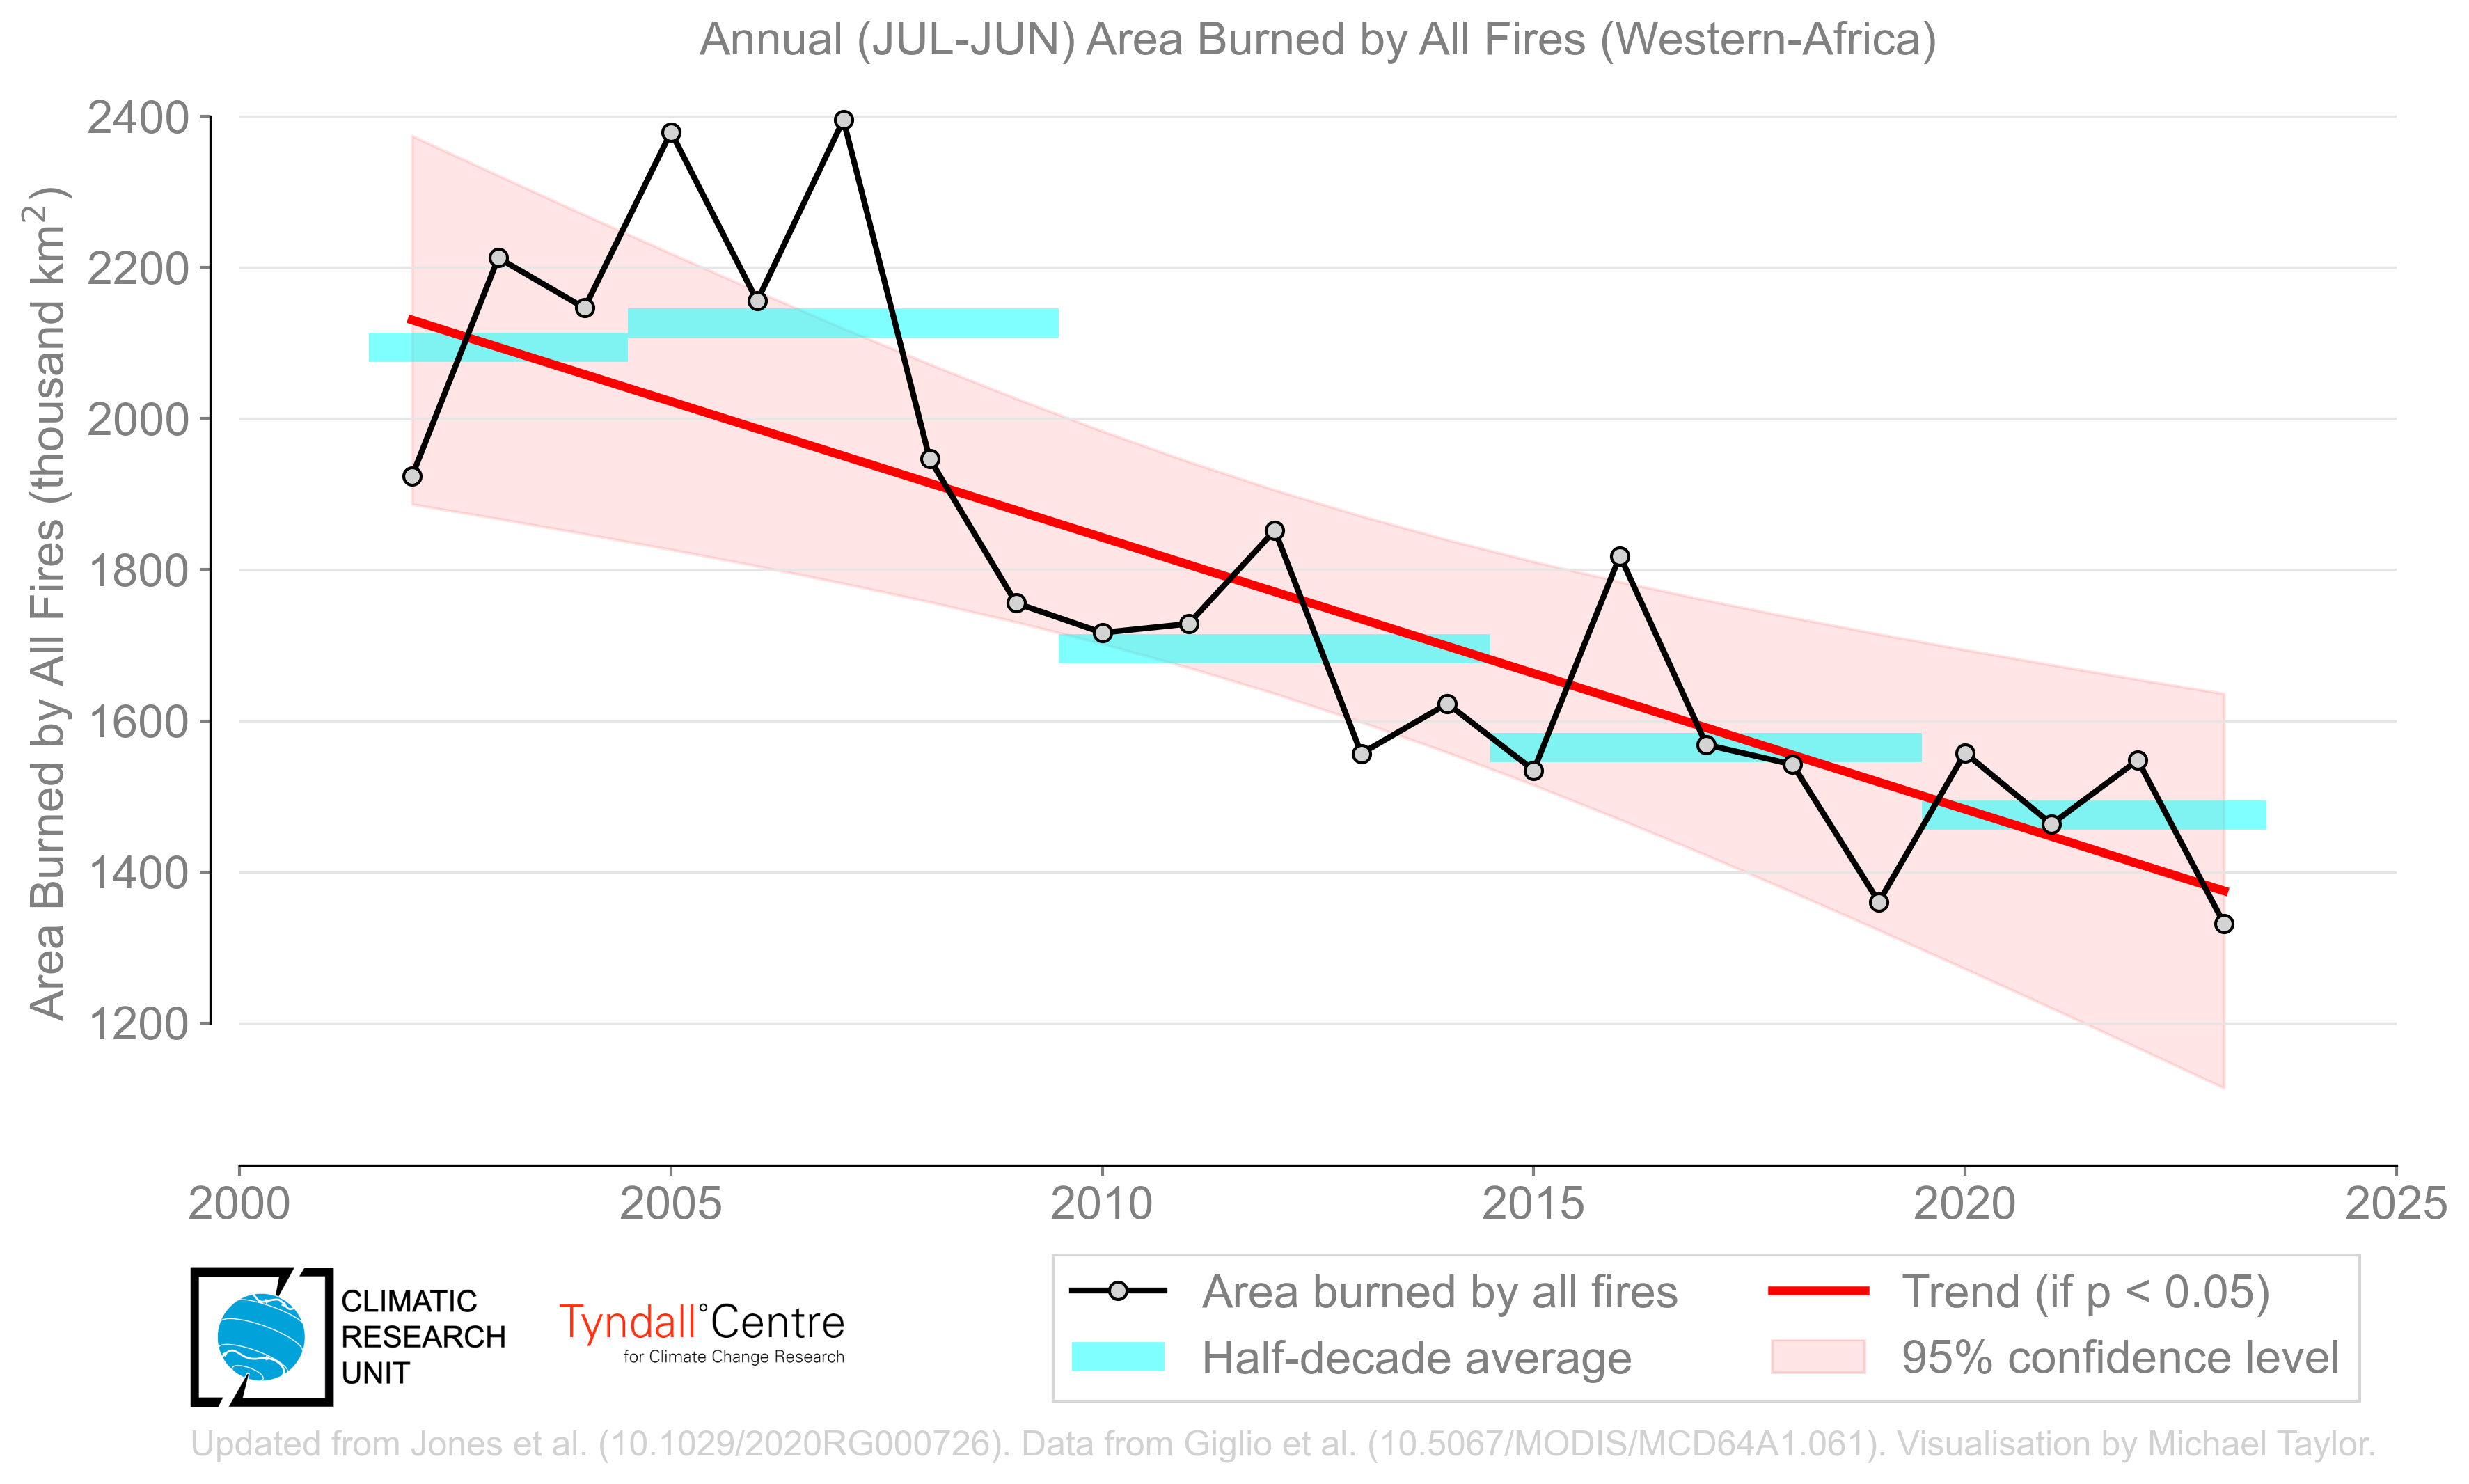 Annual (JUL-JUN) Area Burned by All Fires (Western-Africa)
Area Burned by All Fires (thousand km²)
2400
2200
2000
1800
1600
1400
1200
2000 2005 2010 2015 2020 2025
CLIMATIC
RESEARCH
UNIT
Tyndall°Centre
for Climate Change Research
Area burned by all fires
Half-decade average
Trend (if p < 0.05)
95% confidence level
Updated from Jones et al. (10.1029/2020RG000726). Data from Giglio et al. (10.5067/MODIS/MCD64A1.061). Visualisation by Michael Taylor.